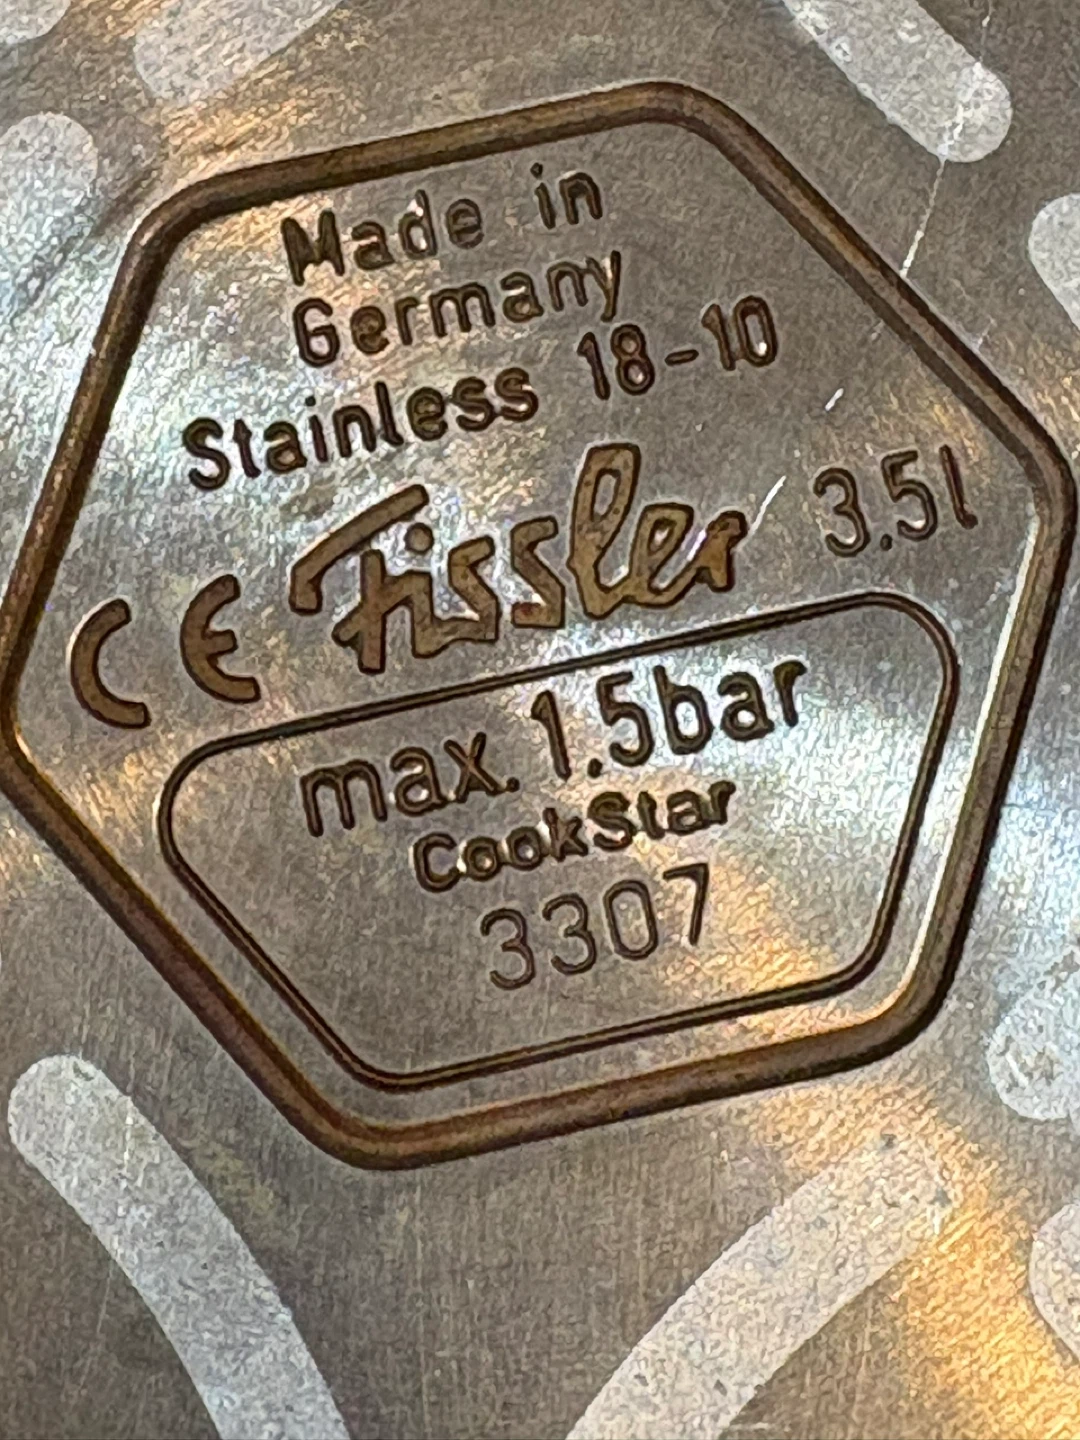 Made in
Germany
Stainless 18-10
CE Fissler 3.5l
max. 1.5bar
CookStar
3307